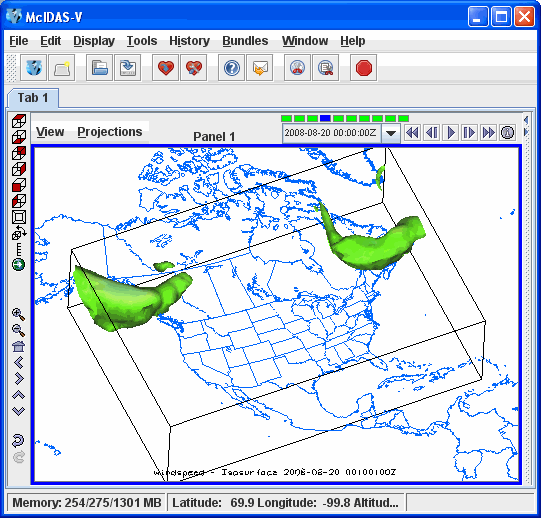 McIDAS-V
File Edit Display Tools History Bundles Window Help
Tab 1
View Projections
Panel 1
2008-08-20 00:00:00Z
windspeed - Isosurface 2008-08-20 00:00:00Z
Memory: 254/275/1301 MB
Latitude: 69.9 Longitude: -99.8 Altitud...